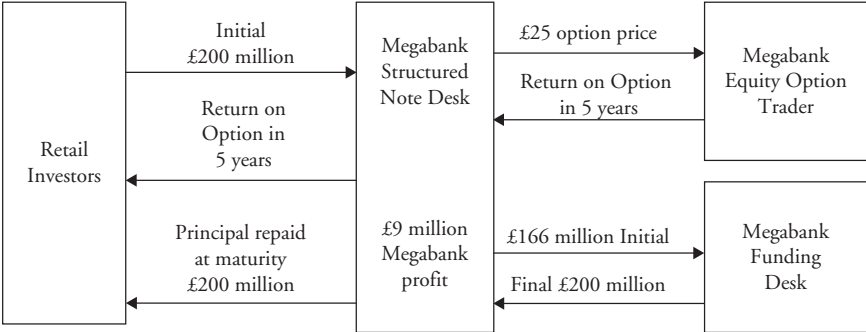 Retail
Investors
Initial
£200 million
Return on
Option in
5 years
Principal repaid
at maturity
£200 million
Megabank
Structured
Note Desk
£9 million
Megabank
profit
£25 option price
Return on Option
in 5 years
£166 million Initial
Final £200 million
Megabank
Equity Option
Trader
Megabank
Funding
Desk